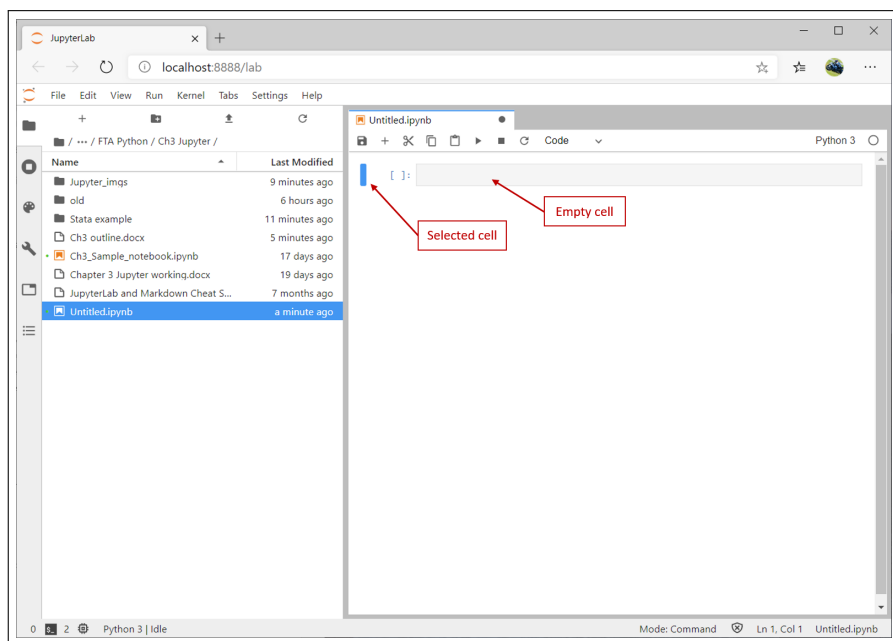 JupyterLab
localhost:8888/lab
File Edit View Run Kernel Tabs Settings Help
/ ··· / FTA Python / Ch3 Jupyter /
Name Last Modified
Jupyter_imgs 9 minutes ago
old 6 hours ago
Stata example 11 minutes ago
Ch3 outline.docx 5 minutes ago
Ch3_Sample_notebook.ipynb 17 days ago
Chapter 3 Jupyter working.docx 19 days ago
JupyterLab and Markdown Cheat S... 7 months ago
Untitled.ipynb a minute ago
Untitled.ipynb
Code Python 3
[ ]:
Empty cell
Selected cell
0 2 Python 3 | Idle Mode: Command Ln 1, Col 1 Untitled.ipynb